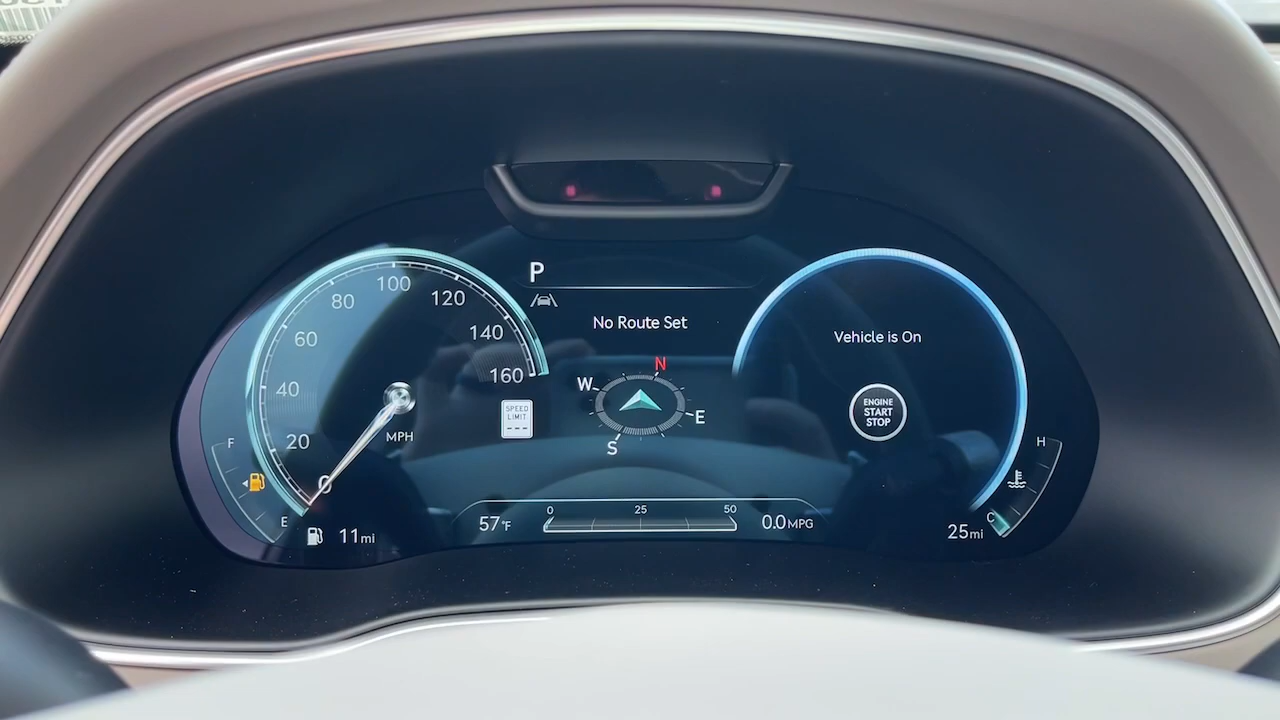 P
No Route Set
N
W
E
S
0
20
40
60
80
100
120
140
160
MPH
SPEED
LIMIT
---
F
E
11mi
57°F
0 25 50
0.0MPG
Vehicle is On
ENGINE
START
STOP
H
C
25mi